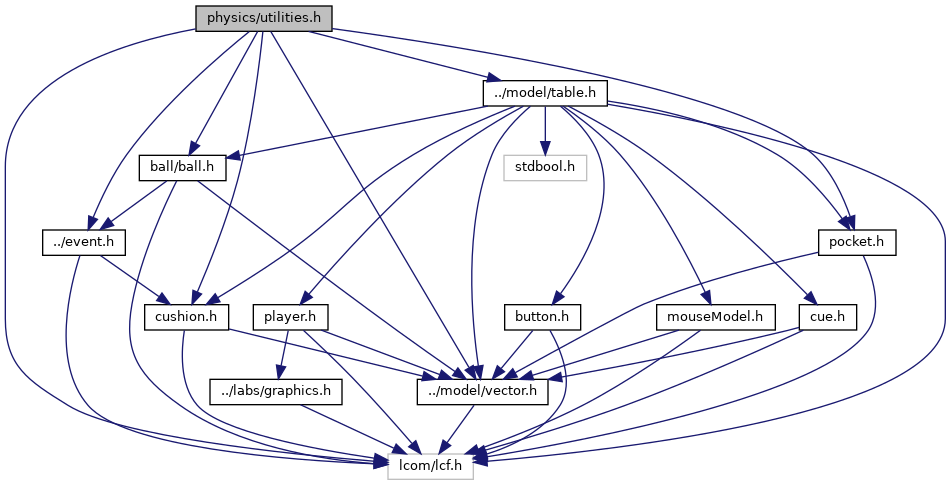 physics/utilities.h
../model/table.h
ball/ball.h
stdbool.h
../event.h
pocket.h
cushion.h
player.h
button.h
mouseModel.h
cue.h
../labs/graphics.h
../model/vector.h
lcom/lcf.h